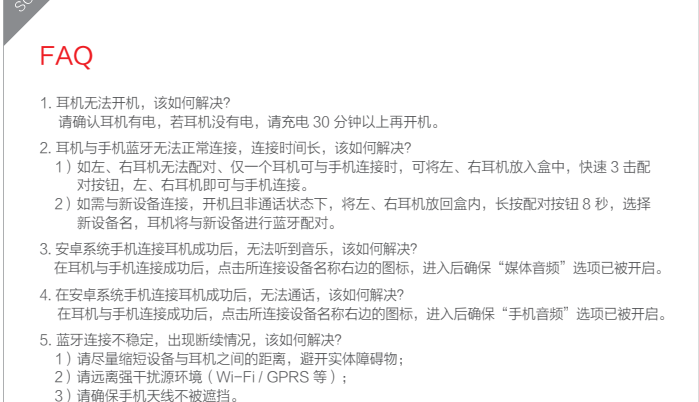 FAQ
1. 耳机无法开机，该如何解决?
请确认耳机有电，若耳机没有电，请充电 30 分钟以上再开机。
2. 耳机与手机蓝牙无法正常连接，连接时间长，该如何解决?
1）如左、右耳机无法配对、仅一个耳机可与手机连接时，可将左、右耳机放入盒中，快速 3 击配
对按钮，左、右耳机即可与手机连接。
2）如需与新设备连接，开机且非通话状态下，将左、右耳机放回盒内，长按配对按钮 8 秒，选择
新设备名，耳机将与新设备进行蓝牙配对。
3. 安卓系统手机连接耳机成功后，无法听到音乐，该如何解决?
在耳机与手机连接成功后，点击所连接设备名称右边的图标，进入后确保“媒体音频”选项已被开启。
4. 在安卓系统手机连接耳机成功后，无法通话，该如何解决?
在耳机与手机连接成功后，点击所连接设备名称右边的图标，进入后确保“手机音频”选项已被开启。
5. 蓝牙连接不稳定，出现断续情况，该如何解决?
1）请尽量缩短设备与耳机之间的距离，避开实体障碍物；
2）请远离强干扰源环境（Wi-Fi / GPRS 等）；
3）请确保手机天线不被遮挡。